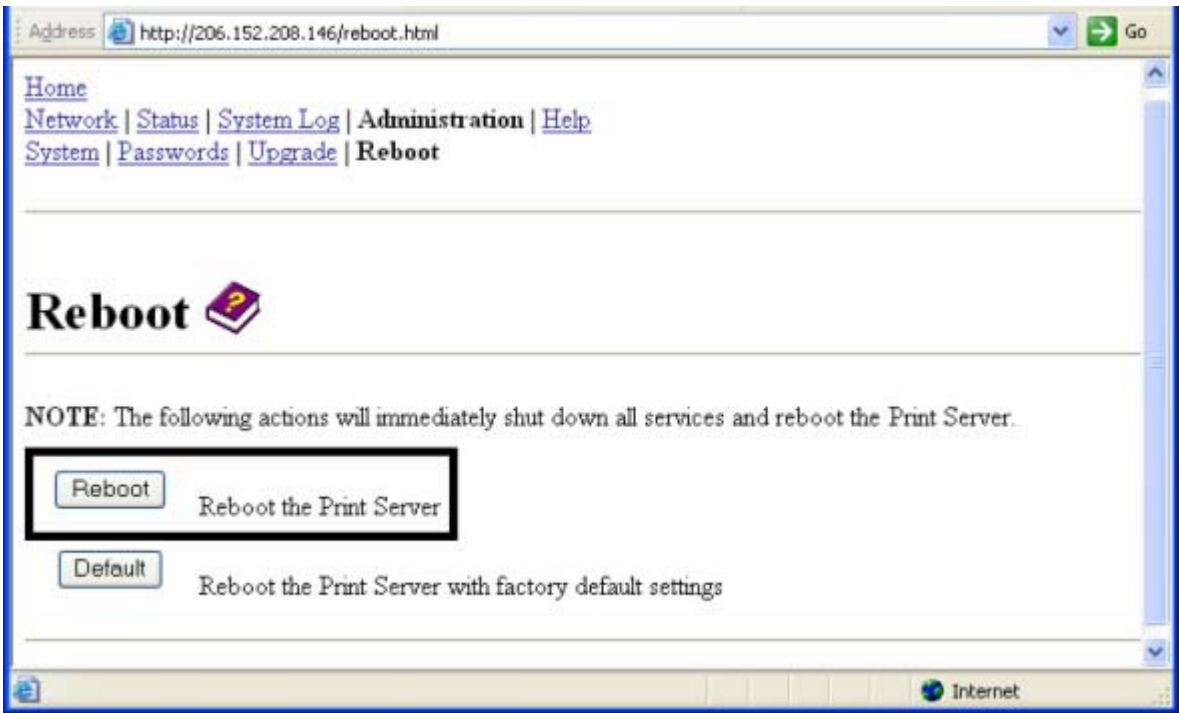 Address http://206.152.208.146/reboot.html Go
Home
Network | Status | System Log | Administration | Help
System | Passwords | Upgrade | Reboot
Reboot ?
NOTE: The following actions will immediately shut down all services and reboot the Print Server.
Reboot Reboot the Print Server
Default Reboot the Print Server with factory default settings
Internet